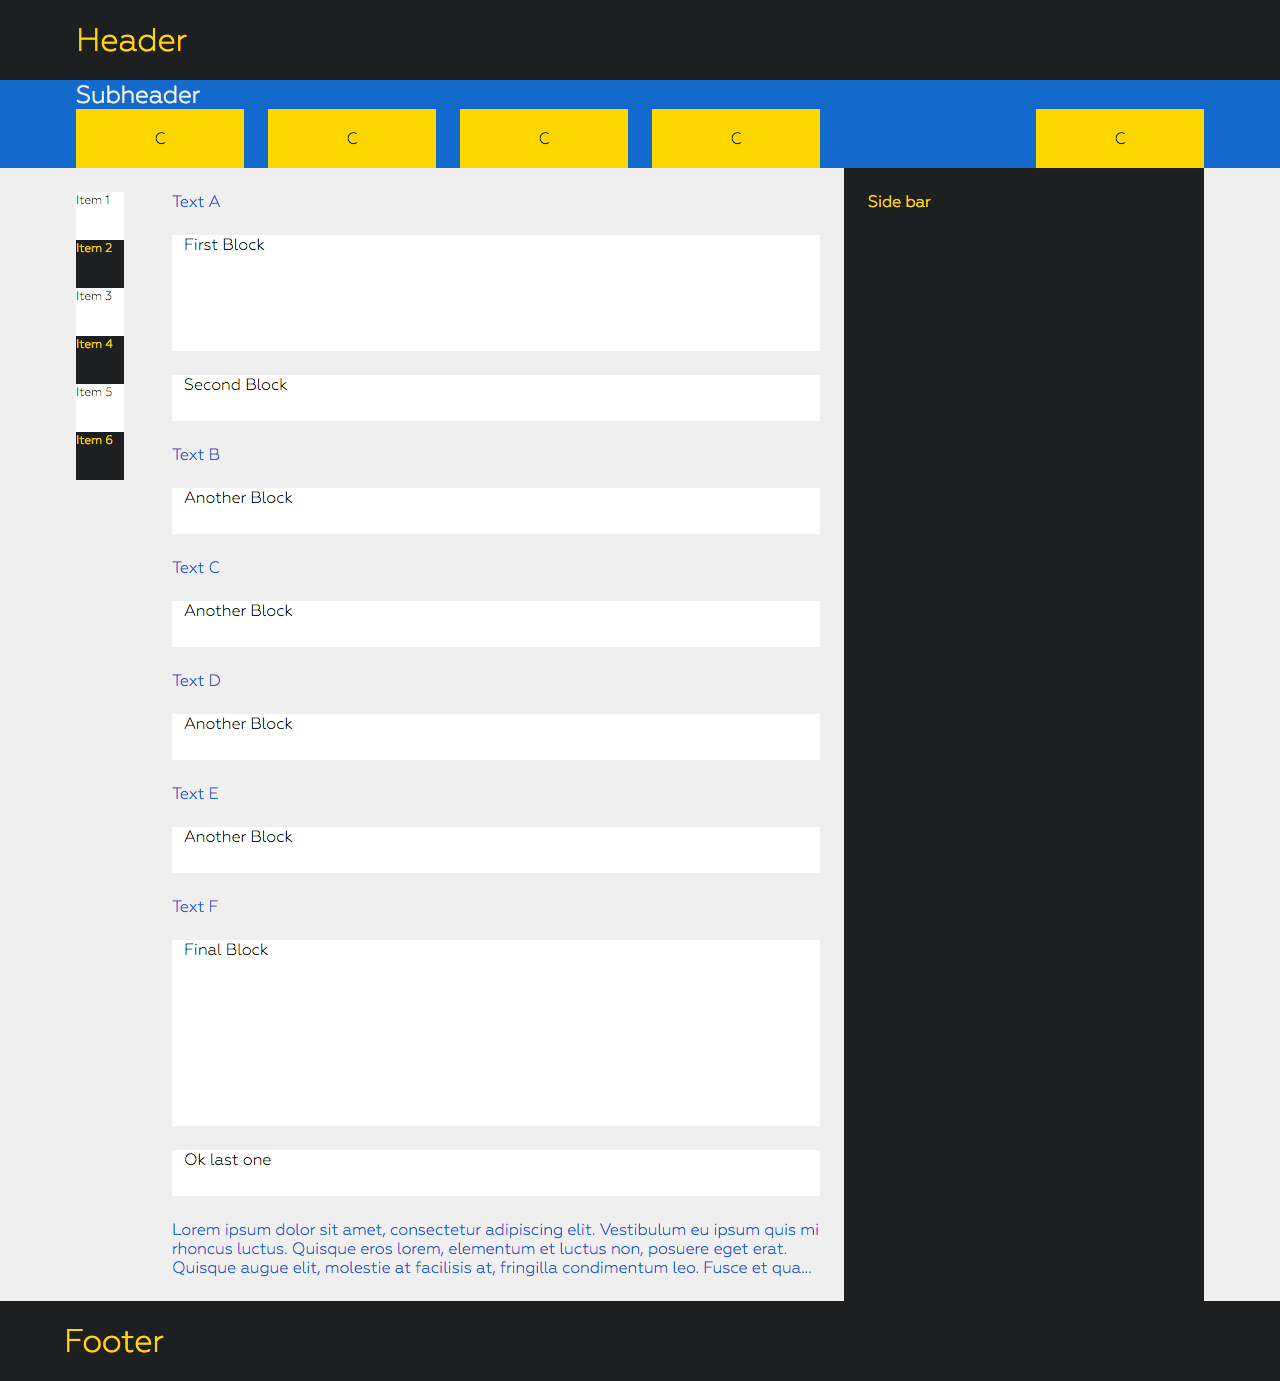 Header
Subheader
C
C
C
C
C
Item 1
Item 2
Item 3
Item 4
Item 5
Item 6
Text A
First Block
Second Block
Text B
Another Block
Text C
Another Block
Text D
Another Block
Text E
Another Block
Text F
Final Block
Ok last one
Lorem ipsum dolor sit amet, consectetur adipiscing elit. Vestibulum eu ipsum quis mi
rhoncus luctus. Quisque eros lorem, elementum et luctus non, posuere eget erat.
Quisque augue elit, molestie at facilisis at, fringilla condimentum leo. Fusce et qua...
Side bar
Footer